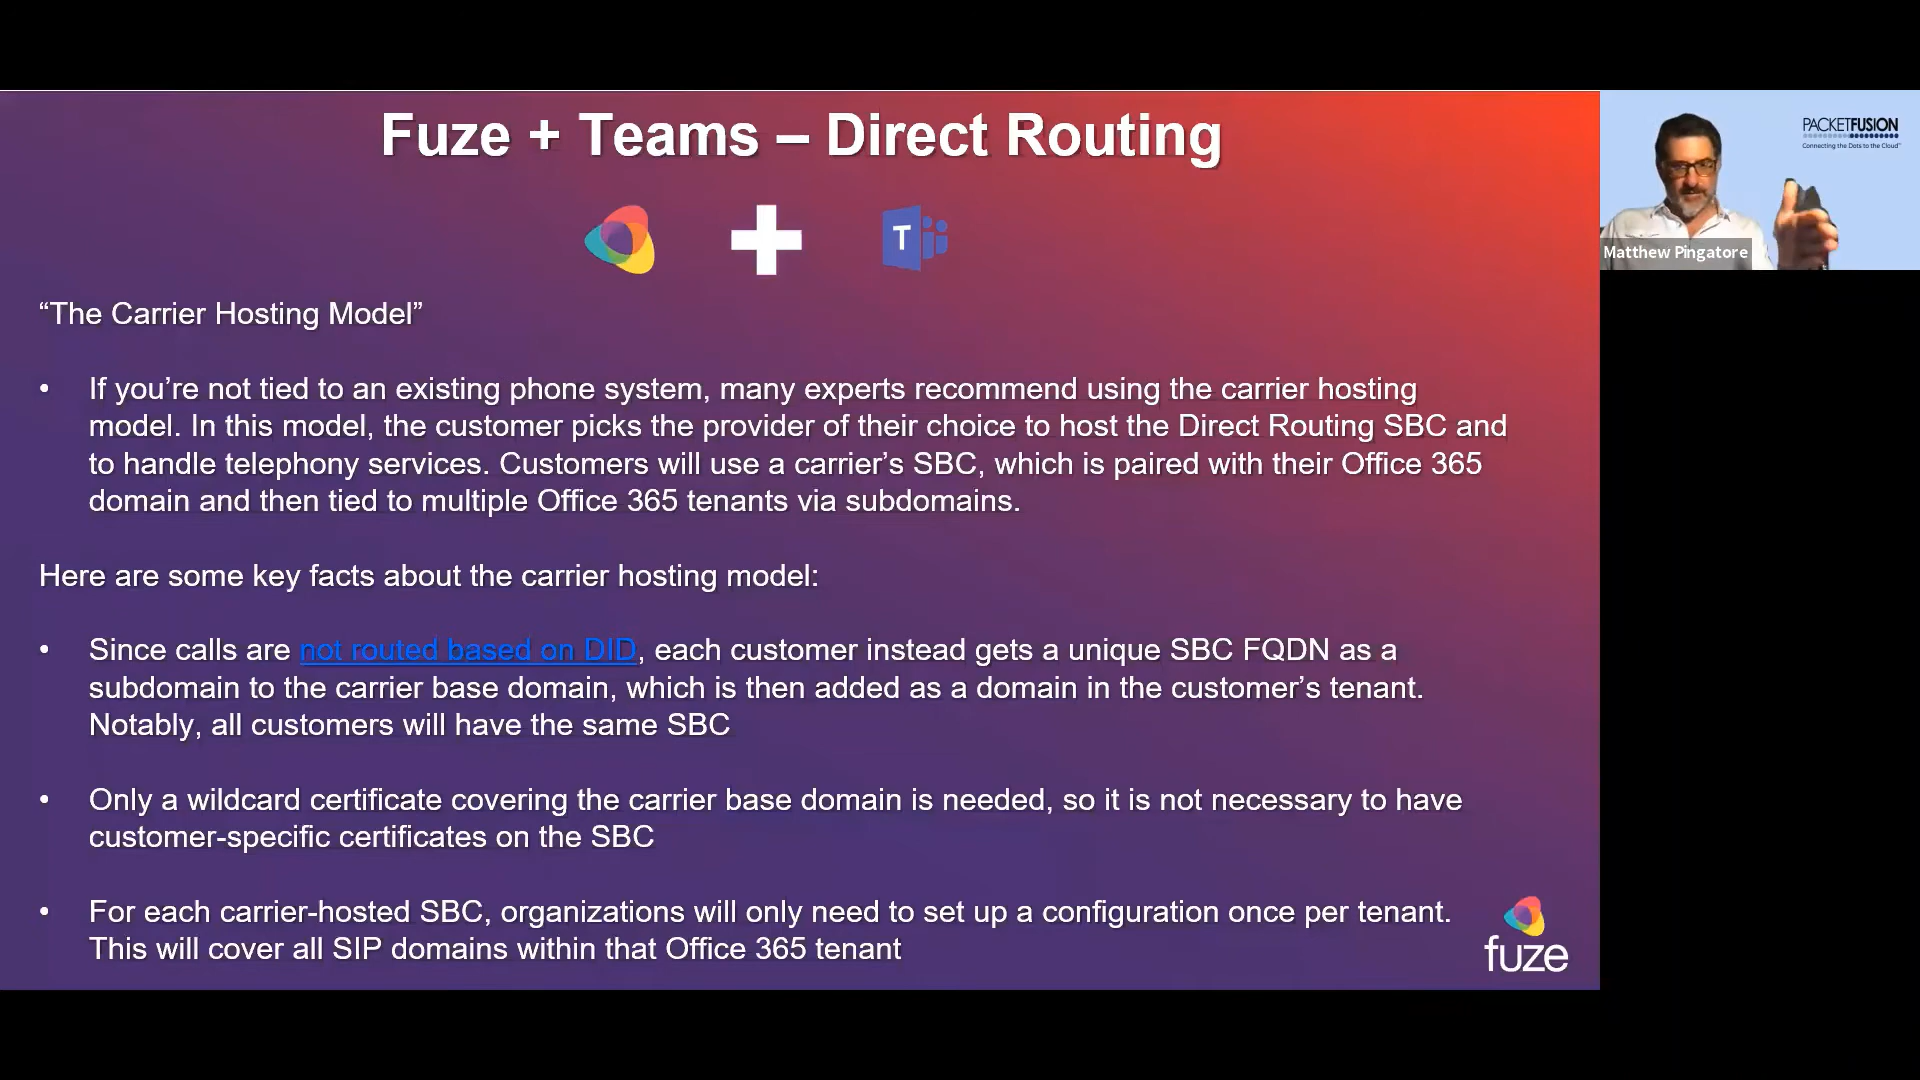 Fuze + Teams – Direct Routing
PACKETFUSION
Connecting the Dots to the Cloud™
T
Matthew Pingatore
“The Carrier Hosting Model”
• If you’re not tied to an existing phone system, many experts recommend using the carrier hosting
model. In this model, the customer picks the provider of their choice to host the Direct Routing SBC and
to handle telephony services. Customers will use a carrier’s SBC, which is paired with their Office 365
domain and then tied to multiple Office 365 tenants via subdomains.
Here are some key facts about the carrier hosting model:
• Since calls are not routed based on DID, each customer instead gets a unique SBC FQDN as a
subdomain to the carrier base domain, which is then added as a domain in the customer’s tenant.
Notably, all customers will have the same SBC
• Only a wildcard certificate covering the carrier base domain is needed, so it is not necessary to have
customer-specific certificates on the SBC
• For each carrier-hosted SBC, organizations will only need to set up a configuration once per tenant.
This will cover all SIP domains within that Office 365 tenant
fuze